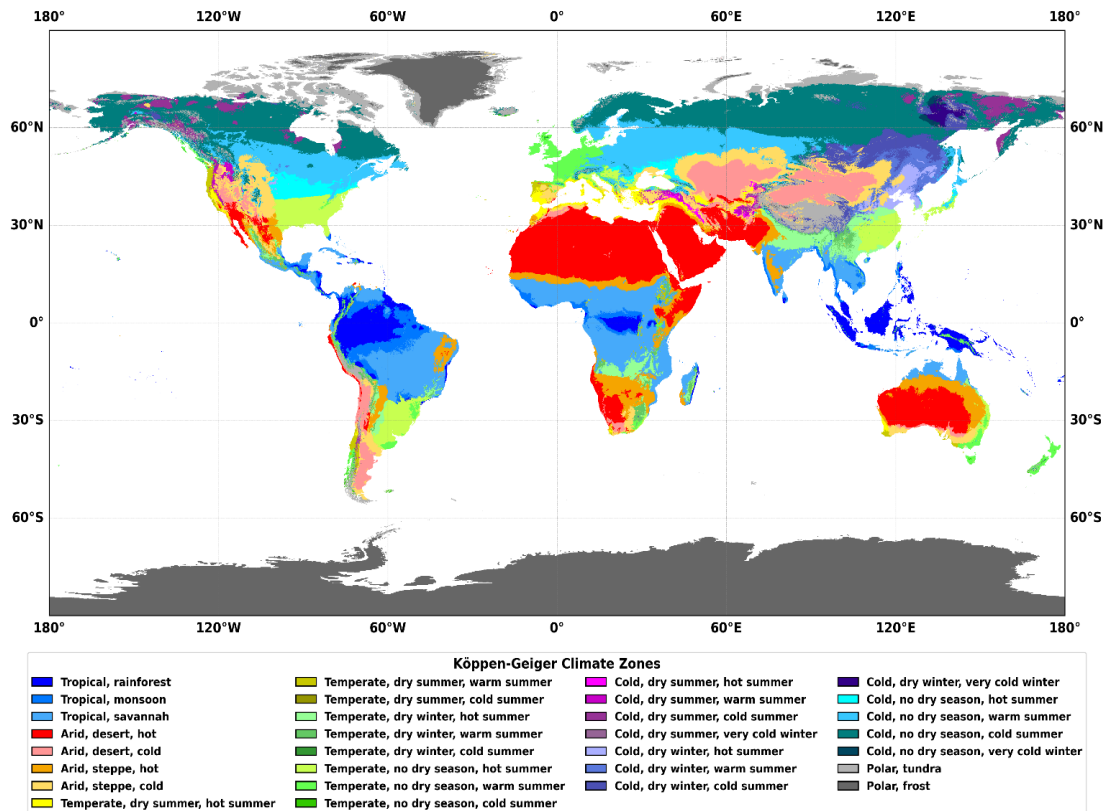 180° 120°W 60°W 0° 60°E 120°E 180°
60°N 60°N
30°N 30°N
0° 0°
30°S 30°S
60°S 60°S
180° 120°W 60°W 0° 60°E 120°E 180°
Köppen-Geiger Climate Zones
Tropical, rainforest
Tropical, monsoon
Tropical, savannah
Arid, desert, hot
Arid, desert, cold
Arid, steppe, hot
Arid, steppe, cold
Temperate, dry summer, hot summer
Temperate, dry summer, warm summer
Temperate, dry summer, cold summer
Temperate, dry winter, hot summer
Temperate, dry winter, warm summer
Temperate, dry winter, cold summer
Temperate, no dry season, hot summer
Temperate, no dry season, warm summer
Temperate, no dry season, cold summer
Cold, dry summer, hot summer
Cold, dry summer, warm summer
Cold, dry summer, cold summer
Cold, dry summer, very cold winter
Cold, dry winter, hot summer
Cold, dry winter, warm summer
Cold, dry winter, cold summer
Cold, dry winter, very cold winter
Cold, no dry season, hot summer
Cold, no dry season, warm summer
Cold, no dry season, cold summer
Cold, no dry season, very cold winter
Polar, tundra
Polar, frost